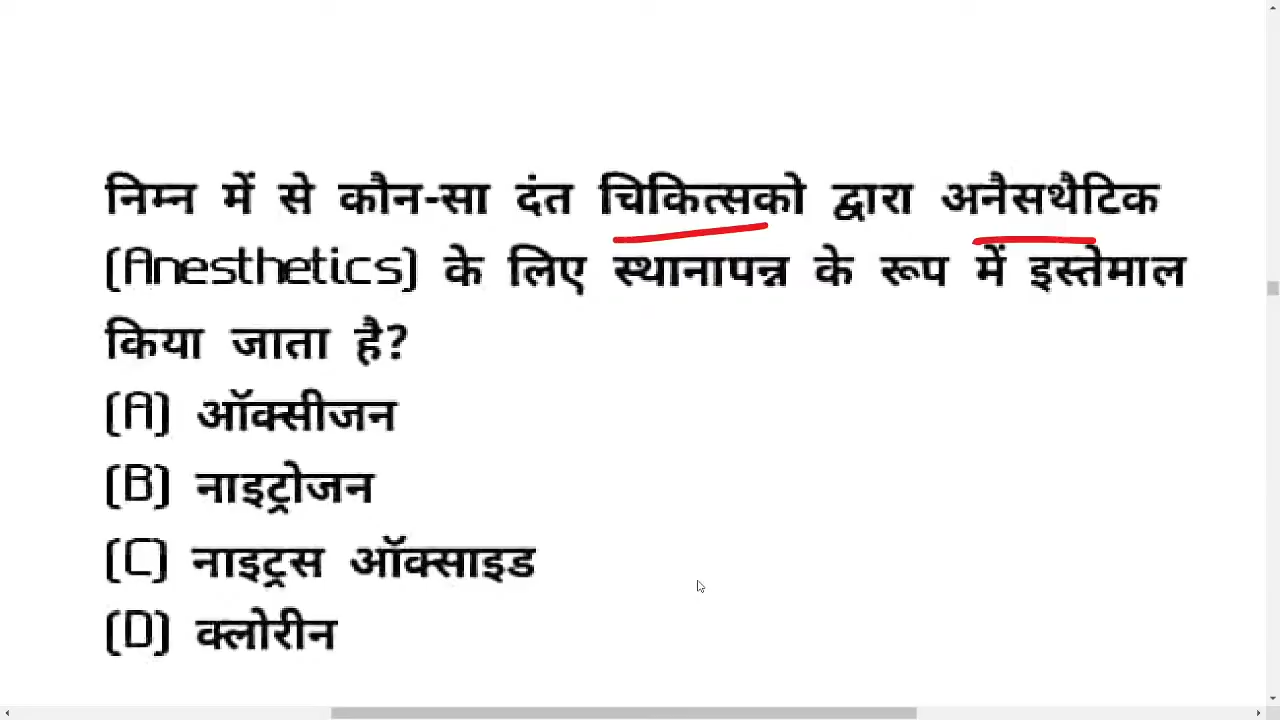 निम्न में से कौन-सा दंत चिकित्सको द्वारा अनैसथैटिक
(Anesthetics) के लिए स्थानापन्न के रूप में इस्तेमाल
किया जाता है?
(A) ऑक्सीजन
(B) नाइट्रोजन
(C) नाइट्रस ऑक्साइड
(D) क्लोरीन